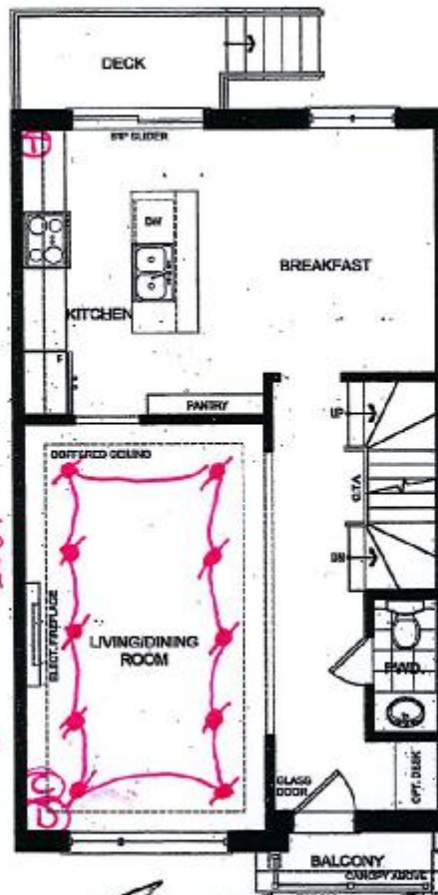 DECK
DW
BREAKFAST
KITCHEN
F
PANTRY
UP
COFFERED CEILING
O.T.V.
DN
ELECT. FIREPLACE
LIVING/DINING
ROOM
PWD.
GLASS
DOOR
OPT. DESK
BALCONY
CANOPY ABOVE